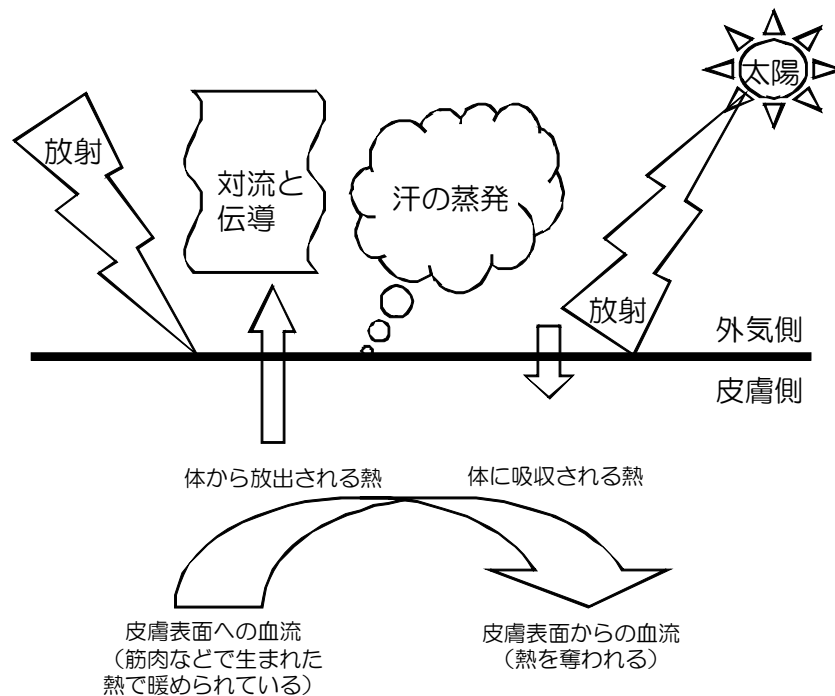 太陽
放射
対流と
伝導
汗の蒸発
放射
外気側
皮膚側
体から放出される熱
体に吸収される熱
皮膚表面への血流
(筋肉などで生まれた
熱で暖められている)
皮膚表面からの血流
(熱を奪われる)